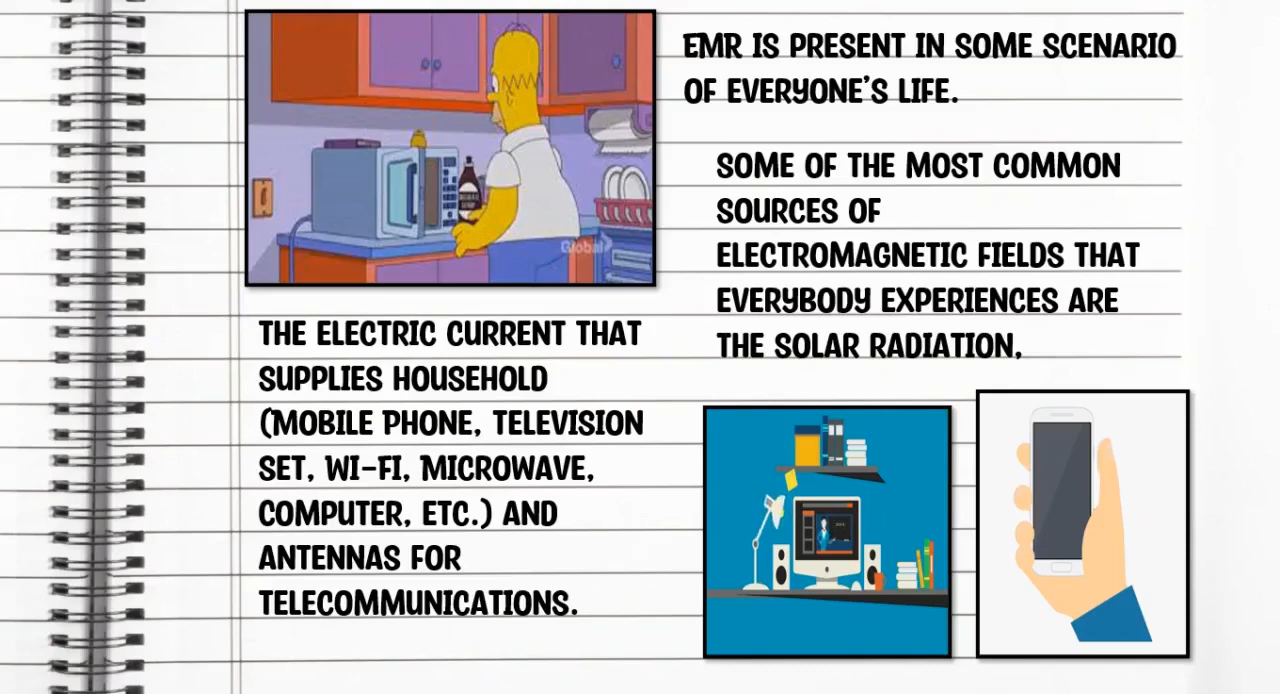 EMR IS PRESENT IN SOME SCENARIO
OF EVERYONE'S LIFE.
SOME OF THE MOST COMMON
SOURCES OF
ELECTROMAGNETIC FIELDS THAT
EVERYBODY EXPERIENCES ARE
THE SOLAR RADIATION,
THE ELECTRIC CURRENT THAT
SUPPLIES HOUSEHOLD
(MOBILE PHONE, TELEVISION
SET, WI-FI, MICROWAVE,
COMPUTER, ETC.) AND
ANTENNAS FOR
TELECOMMUNICATIONS.
Global